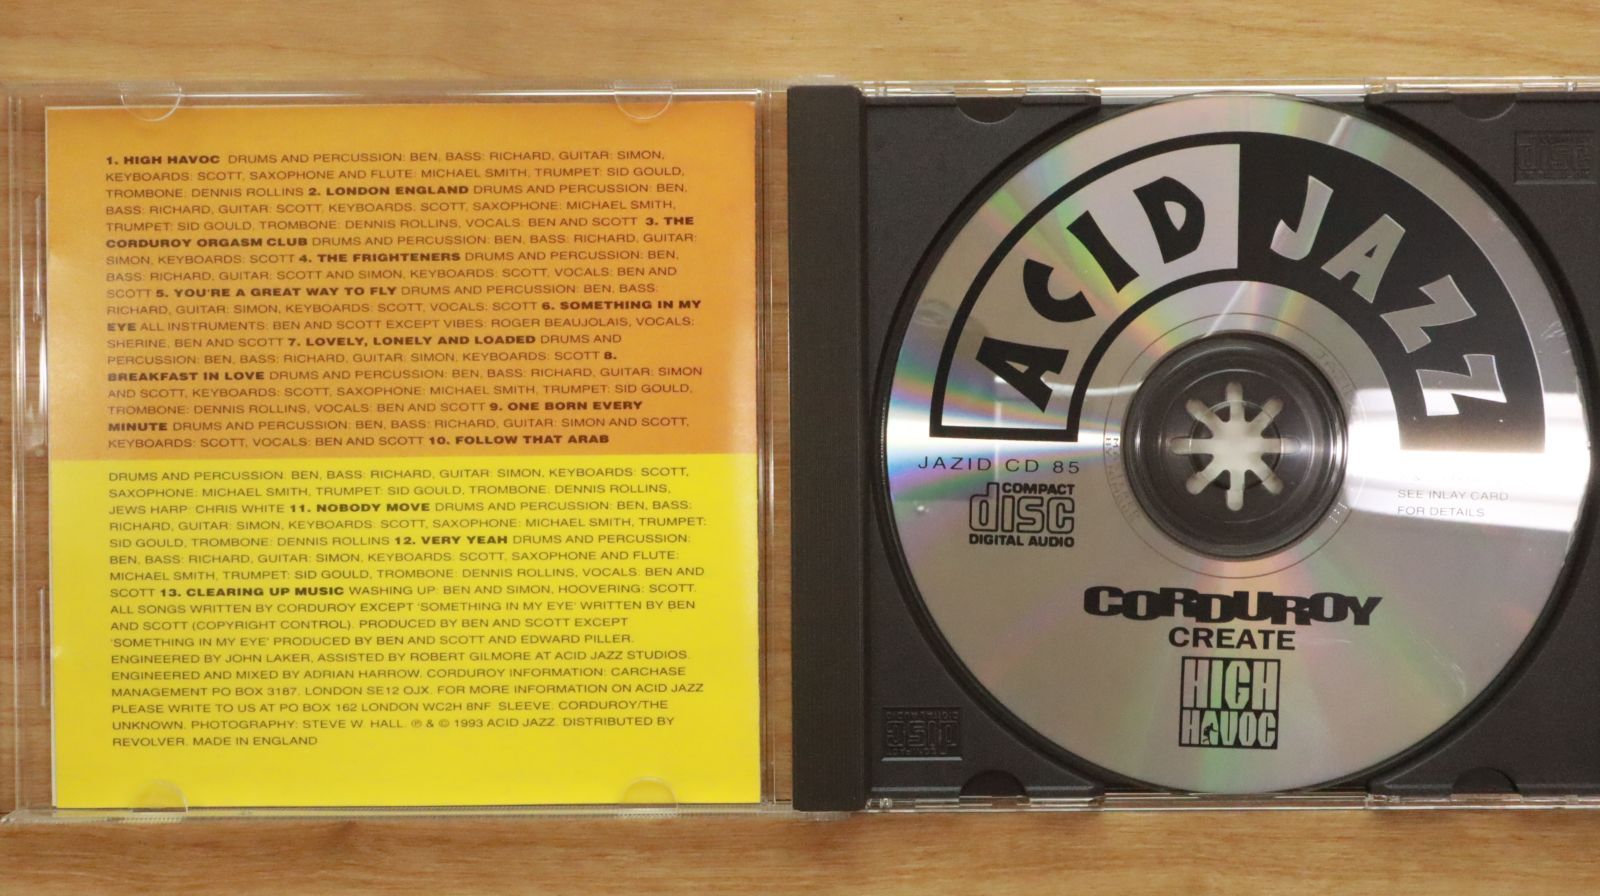 1. HIGH HAVOC DRUMS AND PERCUSSION: BEN, BASS: RICHARD, GUITAR: SIMON,
KEYBOARDS: SCOTT, SAXOPHONE AND FLUTE: MICHAEL SMITH, TRUMPET: SID GOULD,
TROMBONE: DENNIS ROLLINS 2. LONDON ENGLAND DRUMS AND PERCUSSION: BEN,
BASS: RICHARD, GUITAR: SCOTT, KEYBOARDS. SCOTT, SAXOPHONE: MICHAEL SMITH,
TRUMPET: SID GOULD, TROMBONE: DENNIS ROLLINS, VOCALS: BEN AND SCOTT 3. THE
CORDUROY ORGASM CLUB DRUMS AND PERCUSSION: BEN, BASS: RICHARD, GUITAR:
SIMON, KEYBOARDS: SCOTT 4. THE FRIGHTENERS DRUMS AND PERCUSSION: BEN,
BASS: RICHARD, GUITAR: SCOTT AND SIMON, KEYBOARDS: SCOTT, VOCALS: BEN AND
SCOTT 5. YOU'RE A GREAT WAY TO FLY DRUMS AND PERCUSSION: BEN, BASS:
RICHARD, GUITAR: SIMON, KEYBOARDS: SCOTT, VOCALS: SCOTT 6. SOMETHING IN MY
EYE ALL INSTRUMENTS: BEN AND SCOTT EXCEPT VIBES: ROGER BEAUJOLAIS, VOCALS:
SHERINE, BEN AND SCOTT 7. LOVELY, LONELY AND LOADED DRUMS AND
PERCUSSION: BEN, BASS: RICHARD, GUITAR: SIMON, KEYBOARDS: SCOTT 8.
BREAKFAST IN LOVE DRUMS AND PERCUSSION: BEN, BASS: RICHARD, GUITAR: SIMON
AND SCOTT, KEYBOARDS: SCOTT, SAXOPHONE: MICHAEL SMITH, TRUMPET: SID GOULD,
TROMBONE: DENNIS ROLLINS, VOCALS: BEN AND SCOTT 9. ONE BORN EVERY
MINUTE DRUMS AND PERCUSSION: BEN, BASS: RICHARD, GUITAR: SIMON AND SCOTT,
KEYBOARDS: SCOTT, VOCALS: BEN AND SCOTT 10. FOLLOW THAT ARAB
DRUMS AND PERCUSSION: BEN, BASS: RICHARD, GUITAR: SIMON, KEYBOARDS: SCOTT,
SAXOPHONE: MICHAEL SMITH, TRUMPET: SID GOULD, TROMBONE: DENNIS ROLLINS,
JEWS HARP: CHRIS WHITE 11. NOBODY MOVE DRUMS AND PERCUSSION: BEN, BASS:
RICHARD, GUITAR: SIMON, KEYBOARDS: SCOTT, SAXOPHONE: MICHAEL SMITH, TRUMPET:
SID GOULD, TROMBONE: DENNIS ROLLINS 12. VERY YEAH DRUMS AND PERCUSSION:
BEN, BASS: RICHARD, GUITAR: SIMON, KEYBOARDS: SCOTT, SAXOPHONE AND FLUTE:
MICHAEL SMITH, TRUMPET: SID GOULD, TROMBONE: DENNIS ROLLINS, VOCALS: BEN AND
SCOTT 13. CLEARING UP MUSIC WASHING UP: BEN AND SIMON, HOOVERING: SCOTT.
ALL SONGS WRITTEN BY CORDUROY EXCEPT 'SOMETHING IN MY EYE' WRITTEN BY BEN
AND SCOTT (COPYRIGHT CONTROL). PRODUCED BY BEN AND SCOTT EXCEPT
'SOMETHING IN MY EYE' PRODUCED BY BEN AND SCOTT AND EDWARD PILLER.
ENGINEERED BY JOHN LAKER, ASSISTED BY ROBERT GILMORE AT ACID JAZZ STUDIOS.
ENGINEERED AND MIXED BY ADRIAN HARROW. CORDUROY INFORMATION: CARCHASE
MANAGEMENT PO BOX 3187. LONDON SE12 OJX. FOR MORE INFORMATION ON ACID JAZZ
PLEASE WRITE TO US AT PO BOX 162 LONDON WC2H 8NF SLEEVE. CORDUROY/THE
UNKNOWN. PHOTOGRAPHY: STEVE W. HALL. ℗ & © 1993 ACID JAZZ. DISTRIBUTED BY
REVOLVER. MADE IN ENGLAND
ACID JAZZ
JAZID CD 85
COMPACT
disc
DIGITAL AUDIO
SEE INLAY CARD
FOR DETAILS
CORDUROY
CREATE
HIGH
HAVOC
disc
COMPACT
disc